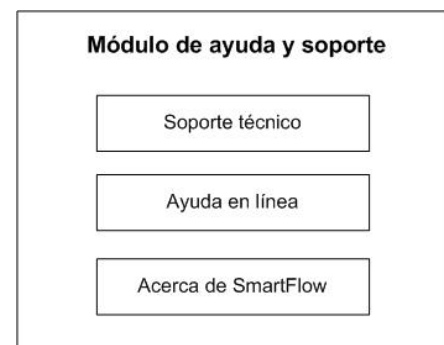 Módulo de ayuda y soporte
Soporte técnico
Ayuda en línea
Acerca de SmartFlow